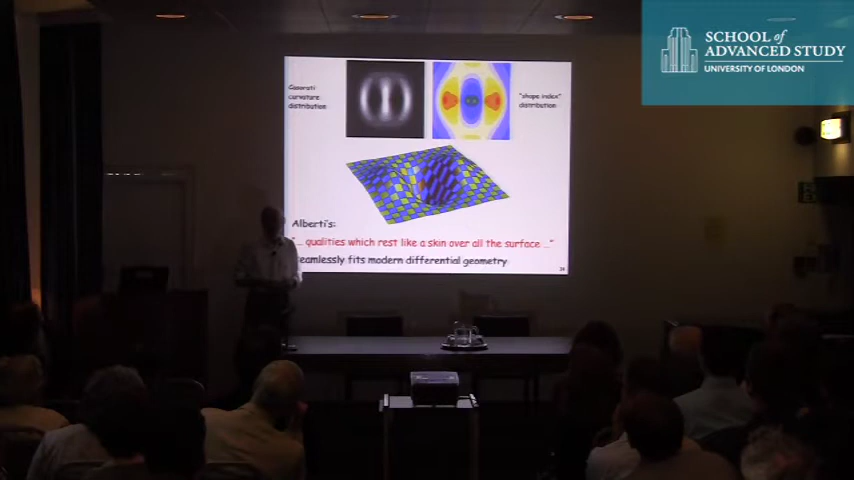 SCHOOL of
ADVANCED STUDY
UNIVERSITY OF LONDON
Casorati
curvature
distribution
"shape index"
distribution
Alberti's:
"... qualities which rest like a skin over all the surface ..."
seamlessly fits modern differential geometry